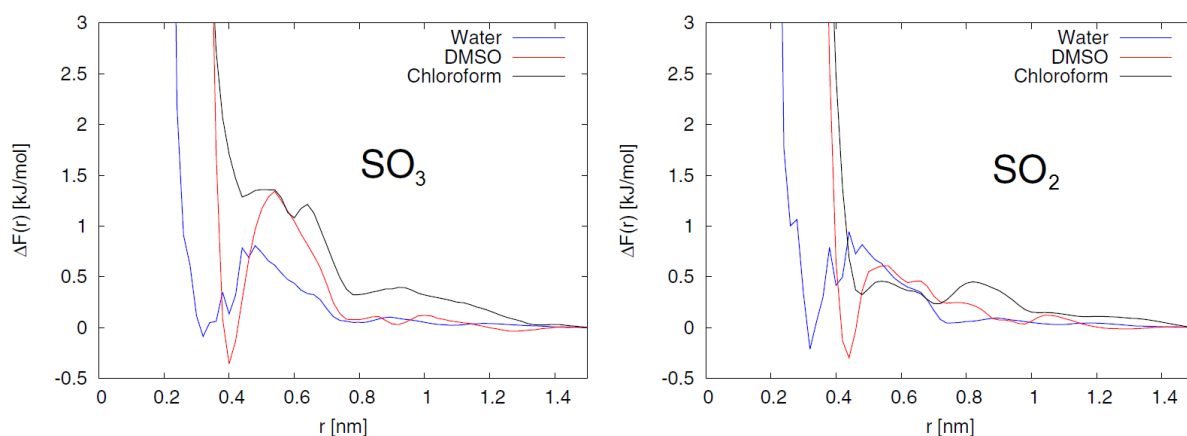 3
2.5
2
1.5
1
0.5
0
-0.5
ΔF(r) [kJ/mol]
Water
DMSO
Chloroform
SO3
0 0.2 0.4 0.6 0.8 1 1.2 1.4
r [nm]
3
2.5
2
1.5
1
0.5
0
-0.5
ΔF(r) [kJ/mol]
Water
DMSO
Chloroform
SO2
0 0.2 0.4 0.6 0.8 1 1.2 1.4
r [nm]